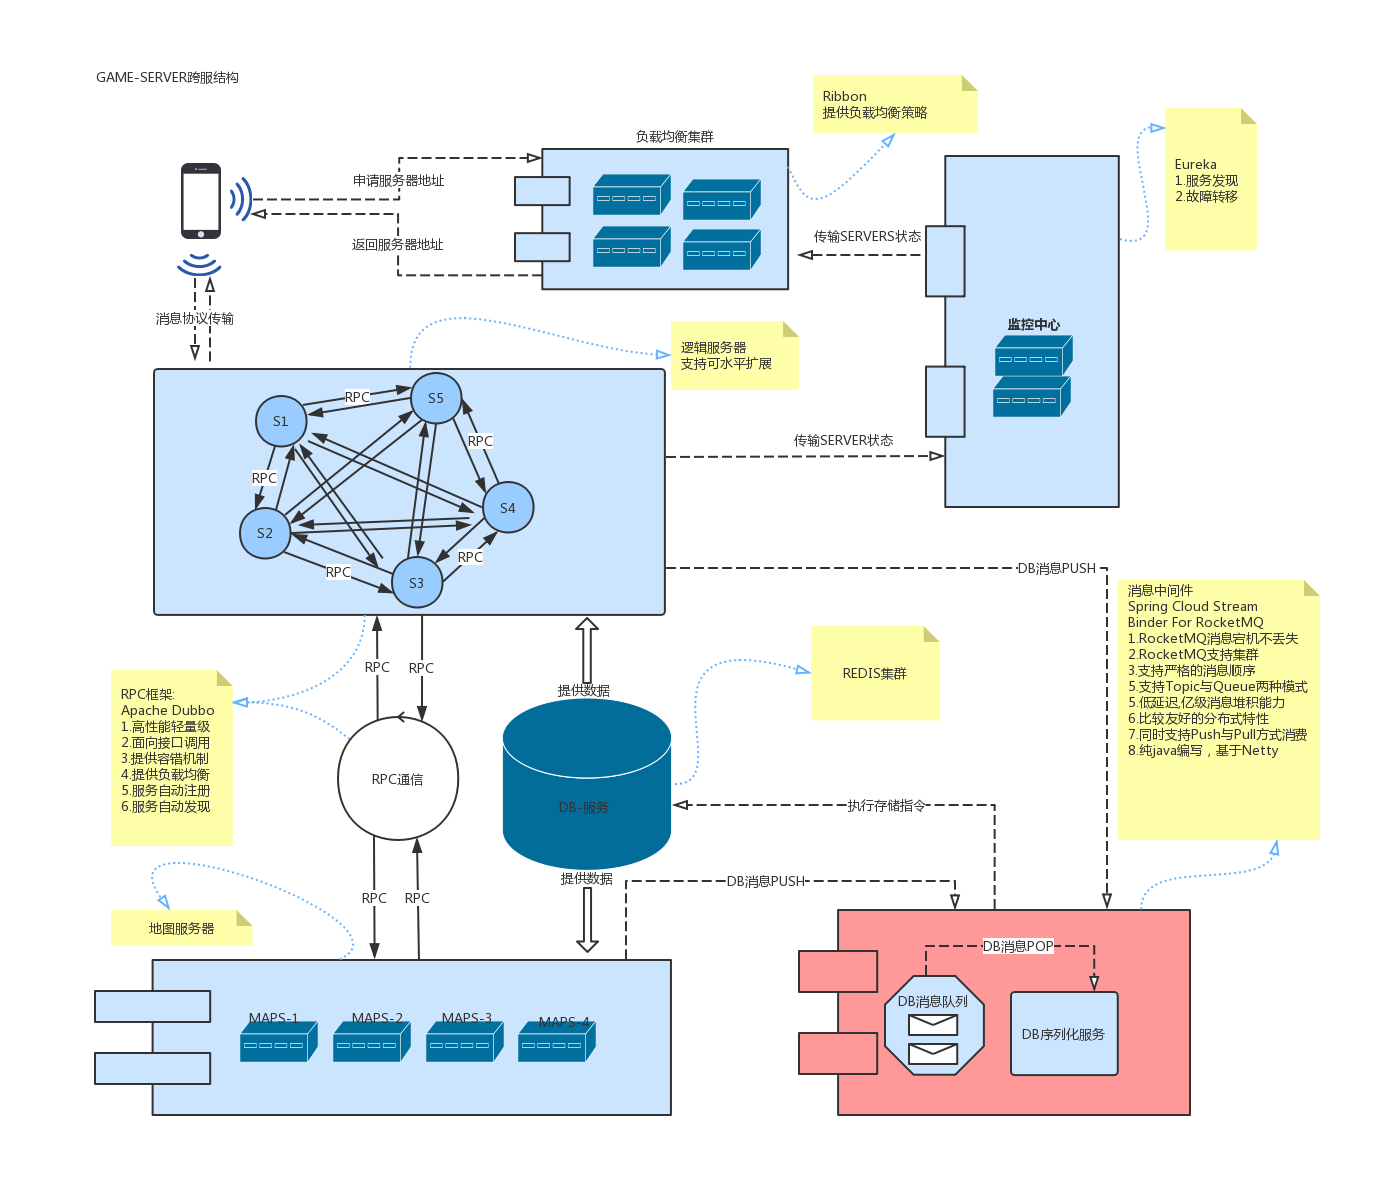 GAME-SERVER跨服结构
Ribbon
提供负载均衡策略
负载均衡集群
Eureka
1.服务发现
2.故障转移
申请服务器地址
返回服务器地址
传输SERVERS状态
消息协议传输
监控中心
逻辑服务器
支持可水平扩展
S1
S5
RPC
RPC
RPC
S4
S2
RPC
RPC
S3
传输SERVER状态
DB消息PUSH
消息中间件
Spring Cloud Stream
Binder For RocketMQ
1.RocketMQ消息宕机不丢失
2.RocketMQ支持集群
3.支持严格的消息顺序
5.支持Topic与Queue两种模式
5.低延迟,亿级消息堆积能力
6.比较友好的分布式特性
7.同时支持Push与Pull方式消费
8.纯java编写，基于Netty
RPC
RPC
提供数据
REDIS集群
RPC框架:
Apache Dubbo
1.高性能轻量级
2.面向接口调用
3.提供容错机制
4.提供负载均衡
5.服务自动注册
6.服务自动发现
RPC通信
DB-服务
执行存储指令
提供数据
DB消息PUSH
RPC
RPC
地图服务器
DB消息POP
DB消息队列
DB序列化服务
MAPS-1
MAPS-2
MAPS-3
MAPS-4